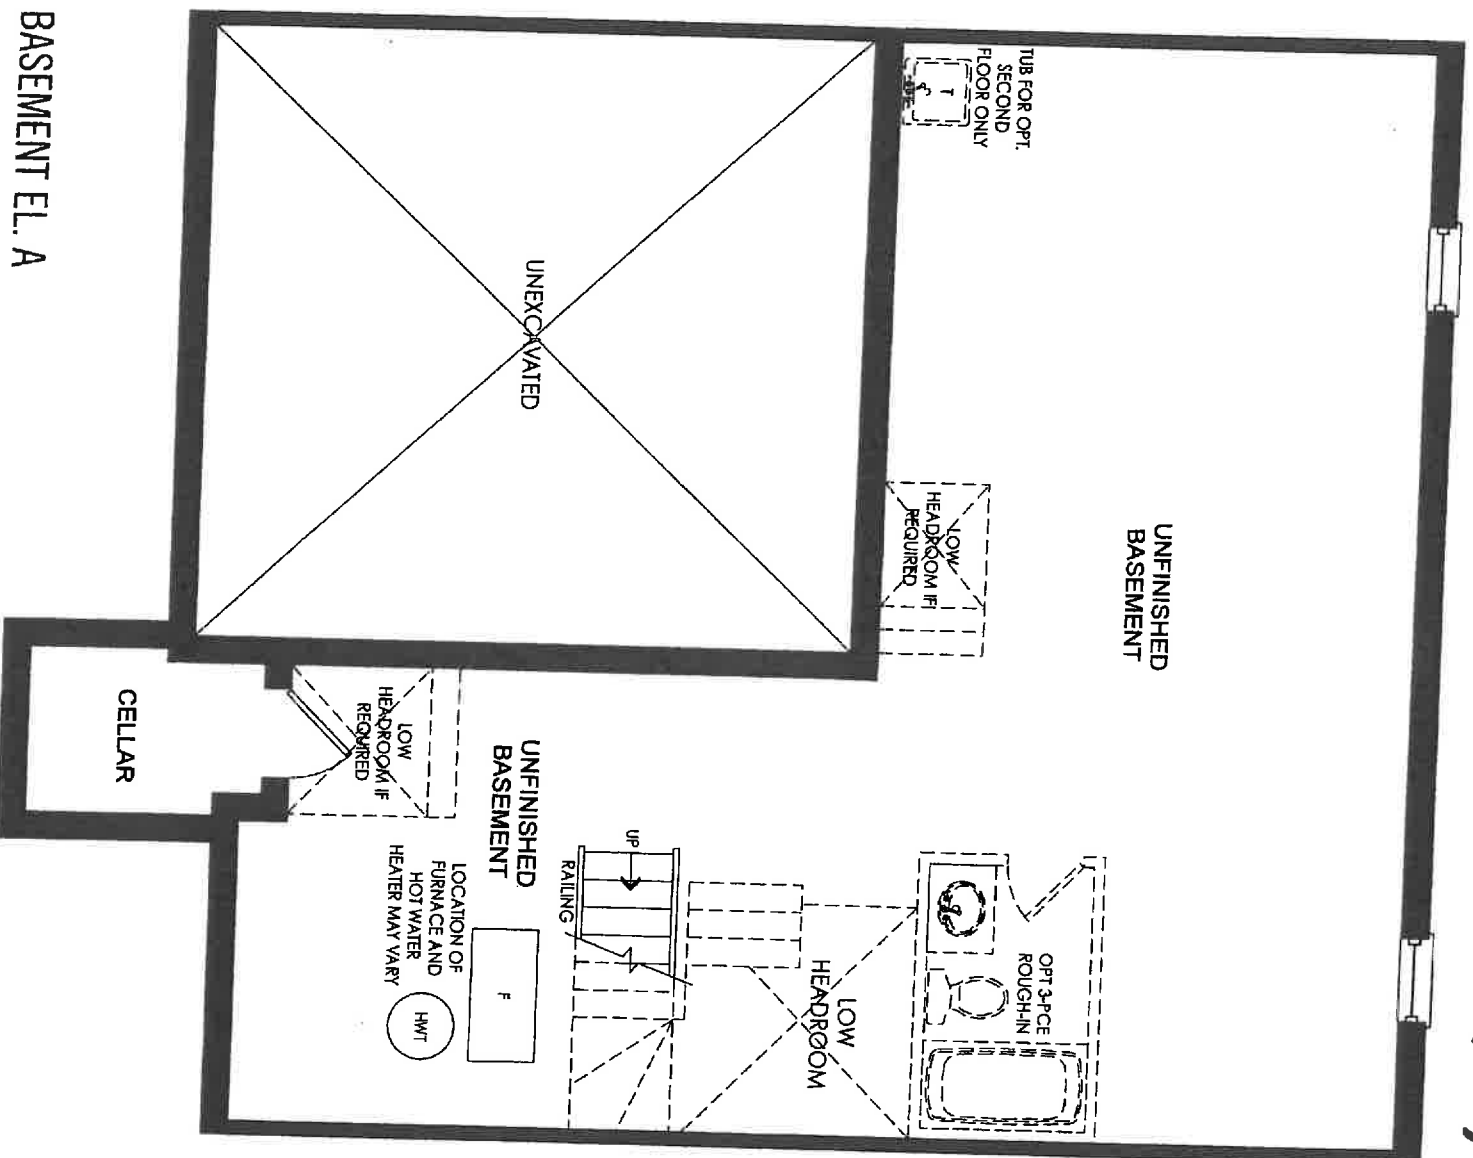 BASEMENT EL. A
TUB FOR OPT.
SECOND
FLOOR ONLY
T
UNEXCAVATED
LOW
HEADROOM IF
REQUIRED
UNFINISHED
BASEMENT
CELLAR
LOW
HEADROOM IF
REQUIRED
UNFINISHED
BASEMENT
UP
RAILING
LOCATION OF
FURNACE AND
HOT WATER
HEATER MAY VARY
F
HWT
LOW
HEADROOM
OPT 3-PCE
ROUGH-IN